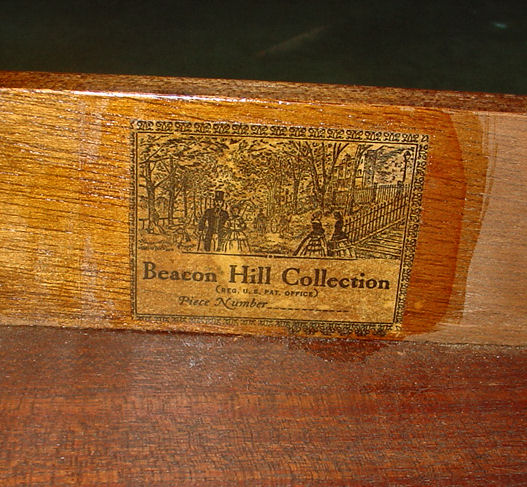 Beacon Hill Collection
(REG. U. S. PAT. OFFICE)
Piece Number